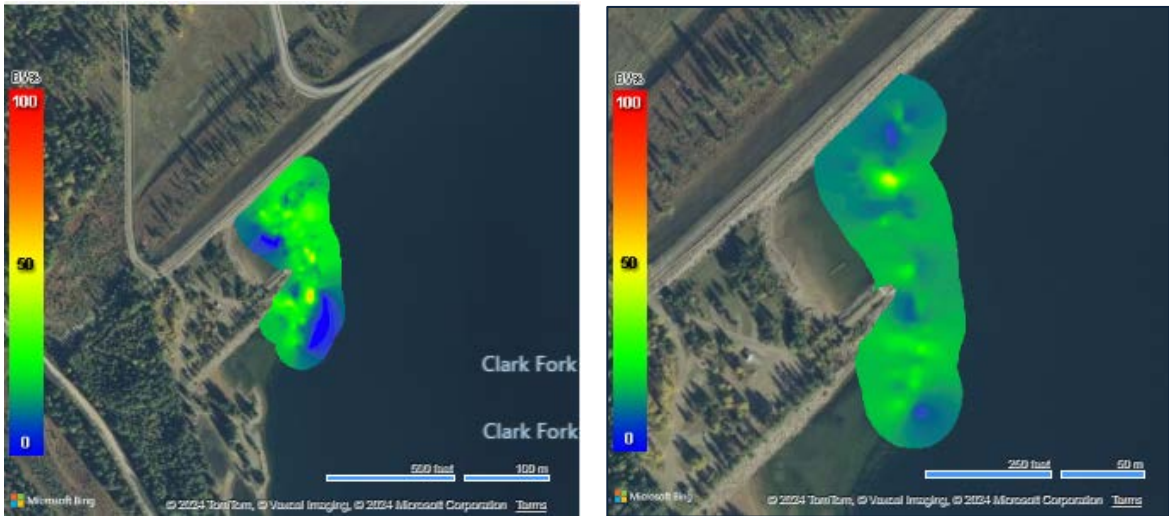 BV%
100
50
0
Clark Fork
Clark Fork
500 feet 100 m
Microsoft Bing
© 2024 TomTom, © Vexcel Imaging, © 2024 Microsoft Corporation Terms
BV%
100
50
0
250 feet 50 m
Microsoft Bing
© 2024 TomTom, © Vexcel Imaging, © 2024 Microsoft Corporation Terms